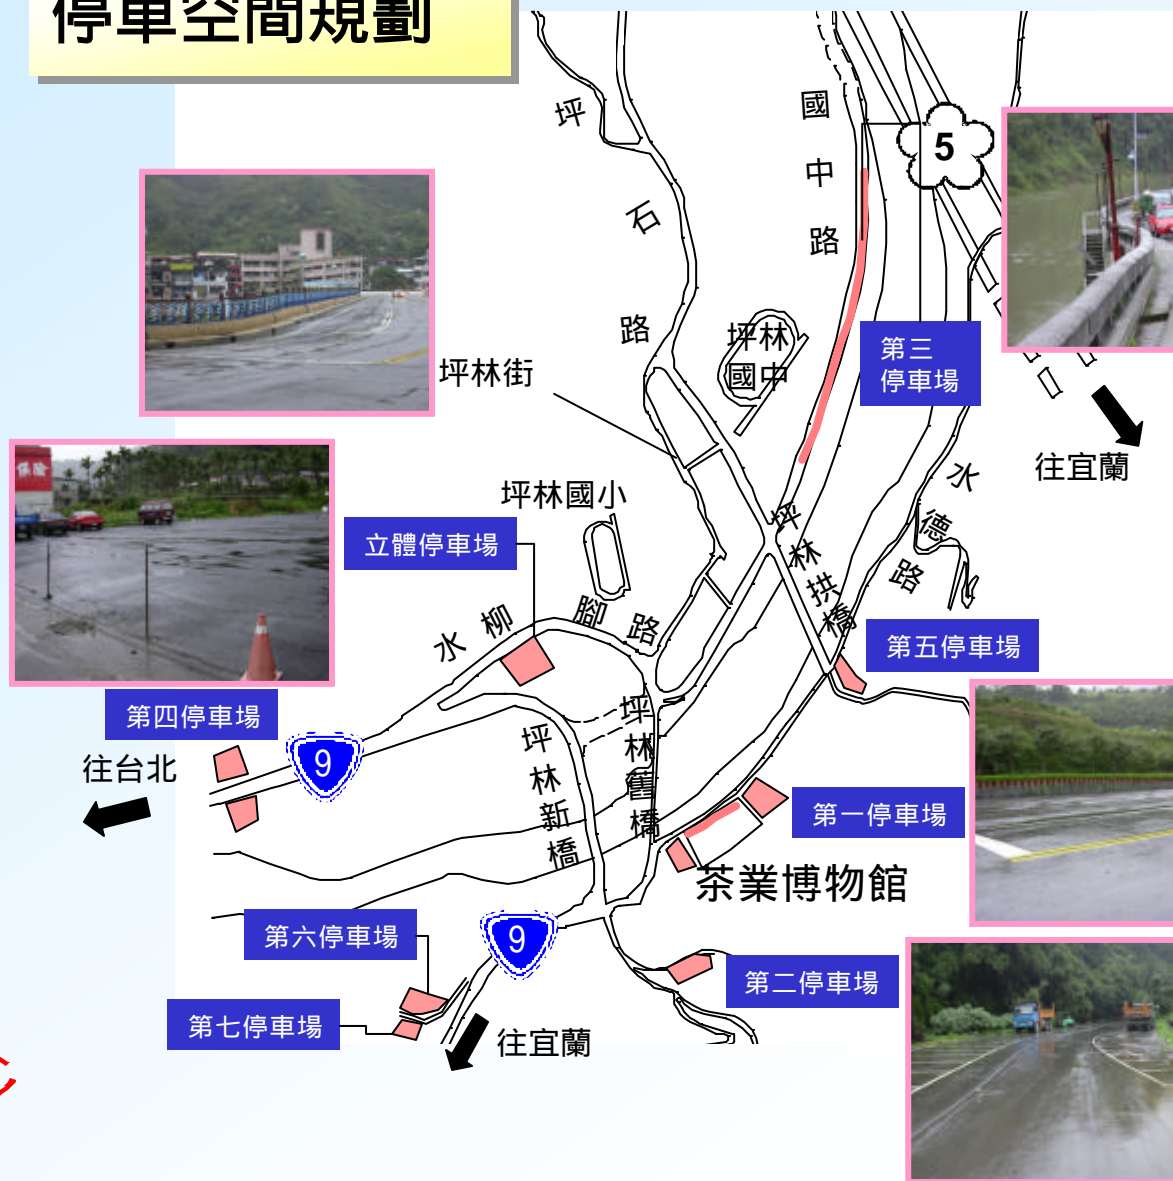 停車空間規劃
坪石路
國中路
5
坪林
國中
第三
停車場
坪林街
往宜蘭
水德路
保險
坪林國小
立體停車場
坪林拱橋
水柳腳路
第五停車場
第四停車場
坪林舊橋
坪林新橋
9
往台北
第一停車場
茶業博物館
第六停車場
9
第二停車場
第七停車場
往宜蘭